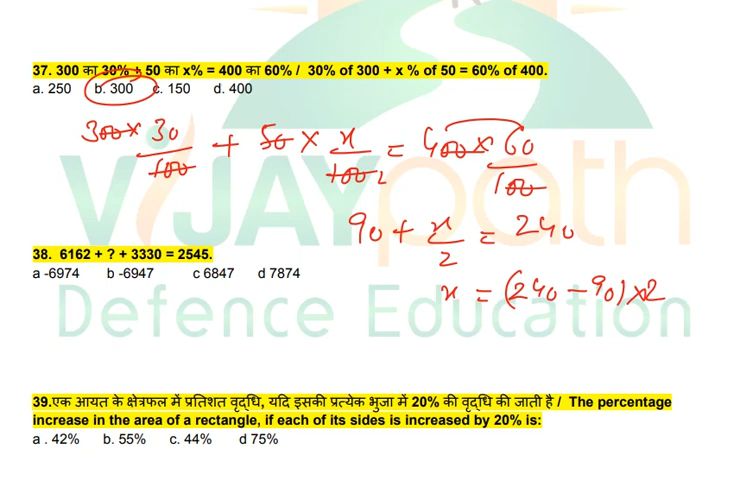 37. 300 का 30% + 50 का x% = 400 का 60% / 30% of 300 + x % of 50 = 60% of 400.
a. 250 b. 300 c. 150 d. 400
300 × 30/100 + 50 × x/100 2 = 400 × 60/100
90 + x/2 = 240
38. 6162 + ? + 3330 = 2545.
a -6974 b -6947 c 6847 d 7874
x = (240 - 90) × 2
VIJAYpath
Defence Education
39.एक आयत के क्षेत्रफल में प्रतिशत वृद्धि, यदि इसकी प्रत्येक भुजा में 20% की वृद्धि की जाती है / The percentage
increase in the area of a rectangle, if each of its sides is increased by 20% is:
a . 42% b. 55% c. 44% d 75%